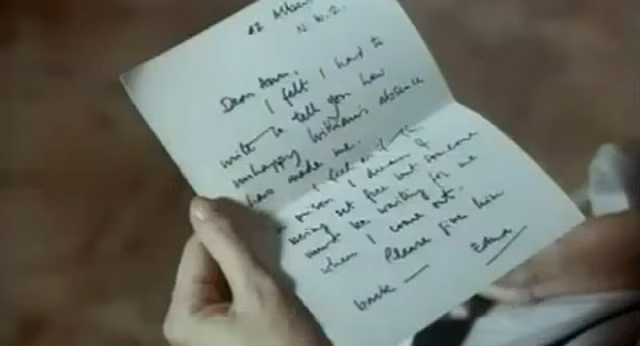 N.W.2.
Dear Ann,
I felt I had to
write to tell you how
unhappy William's absence
has made me.
I feel as if
prison I dream of
being set free but someone
must be waiting for me
when I come out.
Please give him
back —
Edna